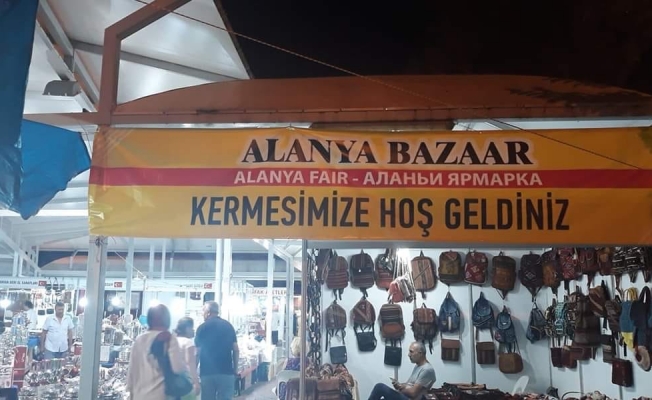 ALANYA BAZAAR
ALANYA FAIR - АЛАНЬИ ЯРМАРКА
KERMESİMİZE HOŞ GELDİNİZ